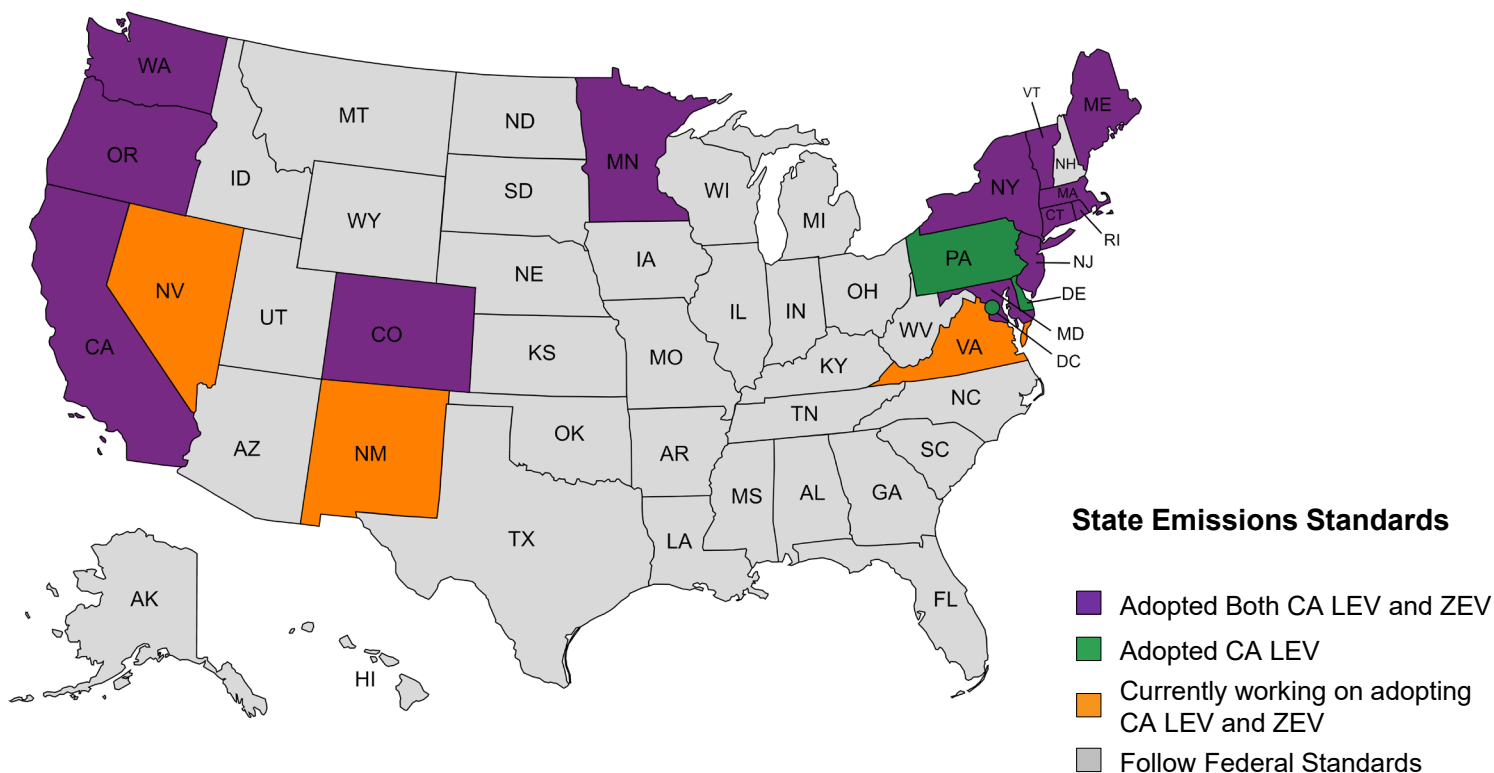 WA
OR
CA
NV
ID
MT
WY
UT
CO
AZ
NM
ND
SD
NE
KS
OK
TX
MN
IA
MO
AR
LA
WI
IL
MI
IN
OH
KY
TN
MS
AL
GA
FL
SC
NC
WV
VA
PA
NY
VT
NH
ME
MA
CT
RI
NJ
DE
MD
DC
AK
HI
State Emissions Standards
Adopted Both CA LEV and ZEV
Adopted CA LEV
Currently working on adopting
CA LEV and ZEV
Follow Federal Standards